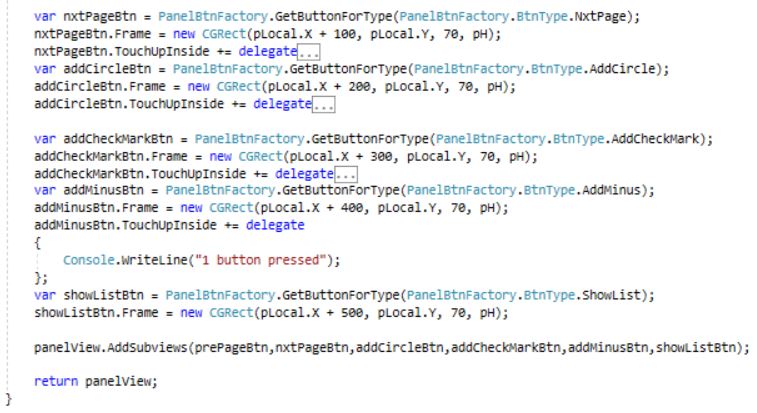 var nxtPageBtn = PanelBtnFactory.GetButtonForType(PanelBtnFactory.BtnType.NxtPage);
nxtPageBtn.Frame = new CGRect(pLocal.X + 100, pLocal.Y, 70, pH);
nxtPageBtn.TouchUpInside += delegate...
var addCircleBtn = PanelBtnFactory.GetButtonForType(PanelBtnFactory.BtnType.AddCircle);
addCircleBtn.Frame = new CGRect(pLocal.X + 200, pLocal.Y, 70, pH);
addCircleBtn.TouchUpInside += delegate...
var addCheckMarkBtn = PanelBtnFactory.GetButtonForType(PanelBtnFactory.BtnType.AddCheckMark);
addCheckMarkBtn.Frame = new CGRect(pLocal.X + 300, pLocal.Y, 70, pH);
addCheckMarkBtn.TouchUpInside += delegate...
var addMinusBtn = PanelBtnFactory.GetButtonForType(PanelBtnFactory.BtnType.AddMinus);
addMinusBtn.Frame = new CGRect(pLocal.X + 400, pLocal.Y, 70, pH);
addMinusBtn.TouchUpInside += delegate
{
Console.WriteLine("1 button pressed");
};
var showListBtn = PanelBtnFactory.GetButtonForType(PanelBtnFactory.BtnType.ShowList);
showListBtn.Frame = new CGRect(pLocal.X + 500, pLocal.Y, 70, pH);
panelView.AddSubviews(prePageBtn,nxtPageBtn,addCircleBtn,addCheckMarkBtn,addMinusBtn,showListBtn);
return panelView;
}